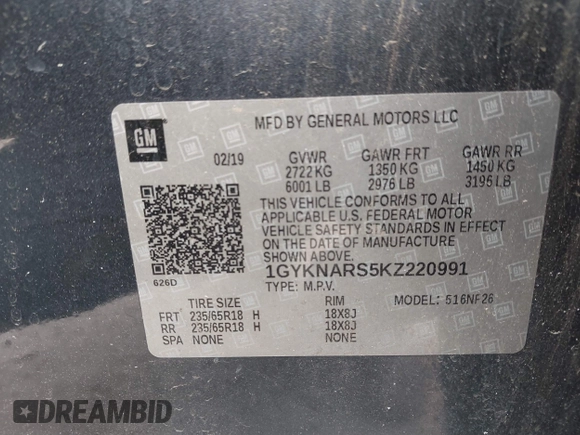 GM
MFD BY GENERAL MOTORS LLC
02/19 GVWR GAWR FRT GAWR RR
2722 KG 1350 KG 1450 KG
6001 LB 2976 LB 3195 LB
THIS VEHICLE CONFORMS TO ALL
APPLICABLE U.S. FEDERAL MOTOR
VEHICLE SAFETY STANDARDS IN EFFECT
ON THE DATE OF MANUFACTURE
SHOWN ABOVE.
626D 1GYKNARS5KZ220991
TYPE: M.P.V.
TIRE SIZE RIM MODEL: 516NF26
FRT 235/65R18 H 18X8J
RR 235/65R18 H 18X8J
SPA NONE NONE
DREAMBID